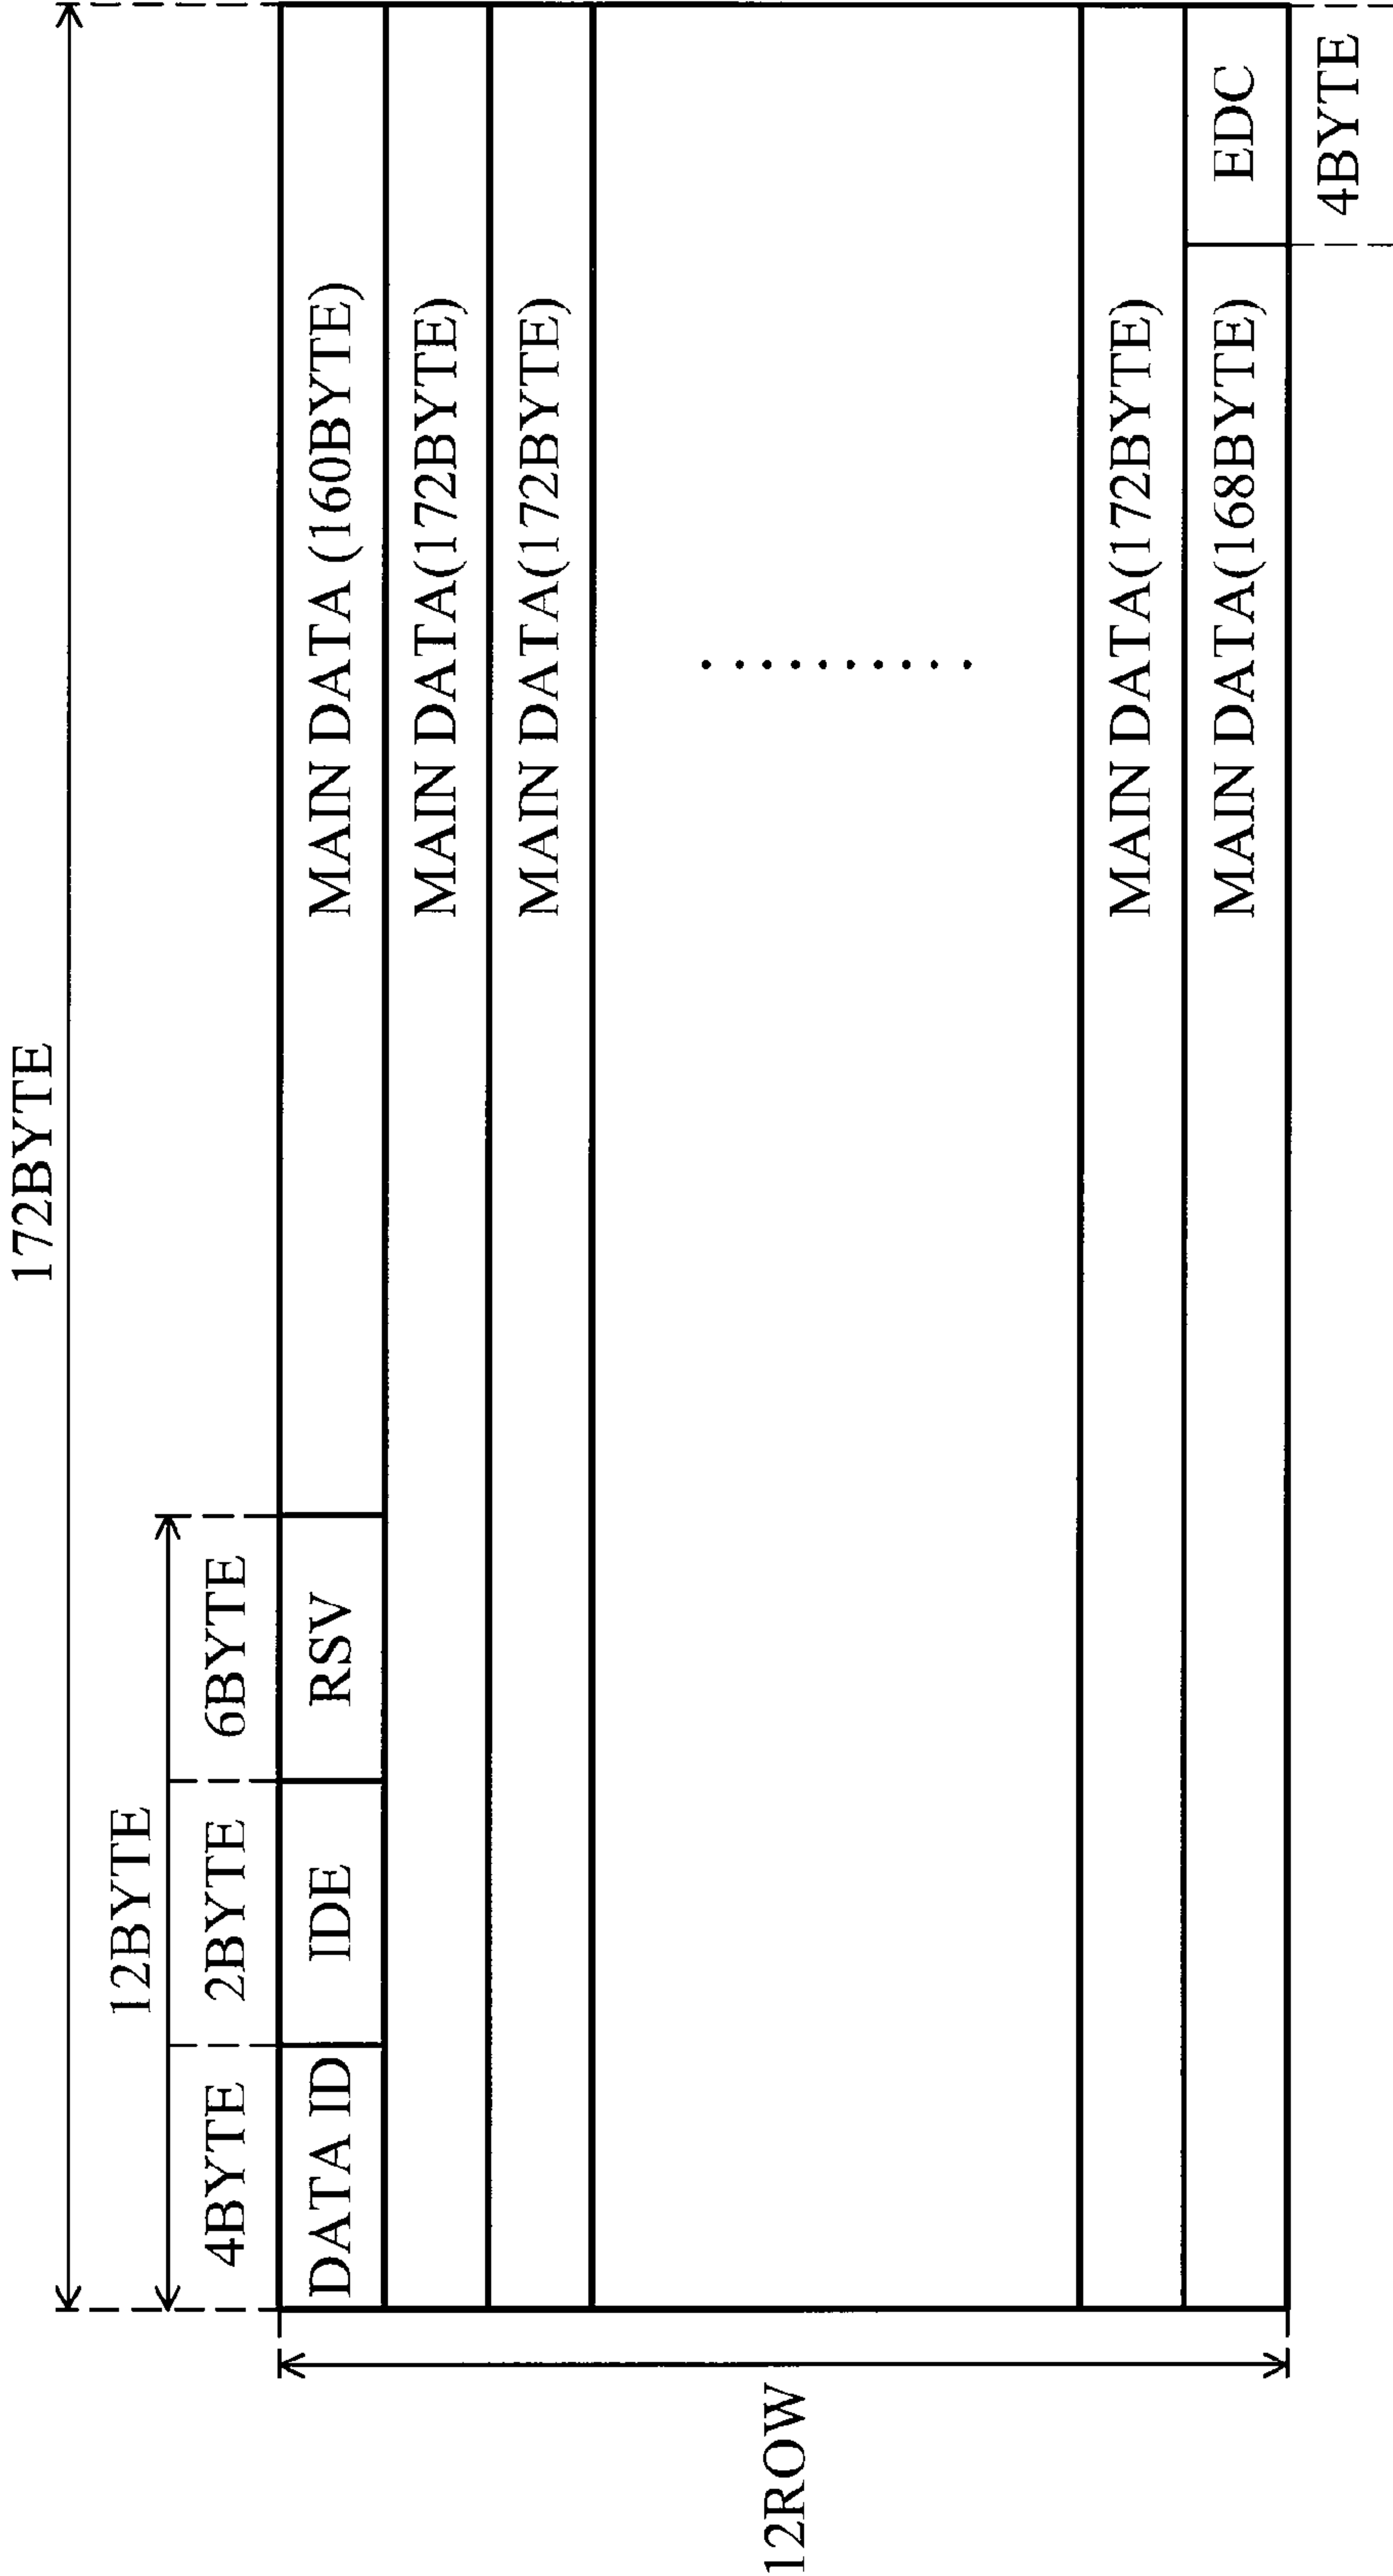 172BYTE
12BYTE
4BYTE 2BYTE 6BYTE
DATA ID IDE RSV MAIN DATA (160BYTE)
MAIN DATA(172BYTE)
MAIN DATA(172BYTE)
.........
12ROW
MAIN DATA(172BYTE)
MAIN DATA(168BYTE) EDC
4BYTE